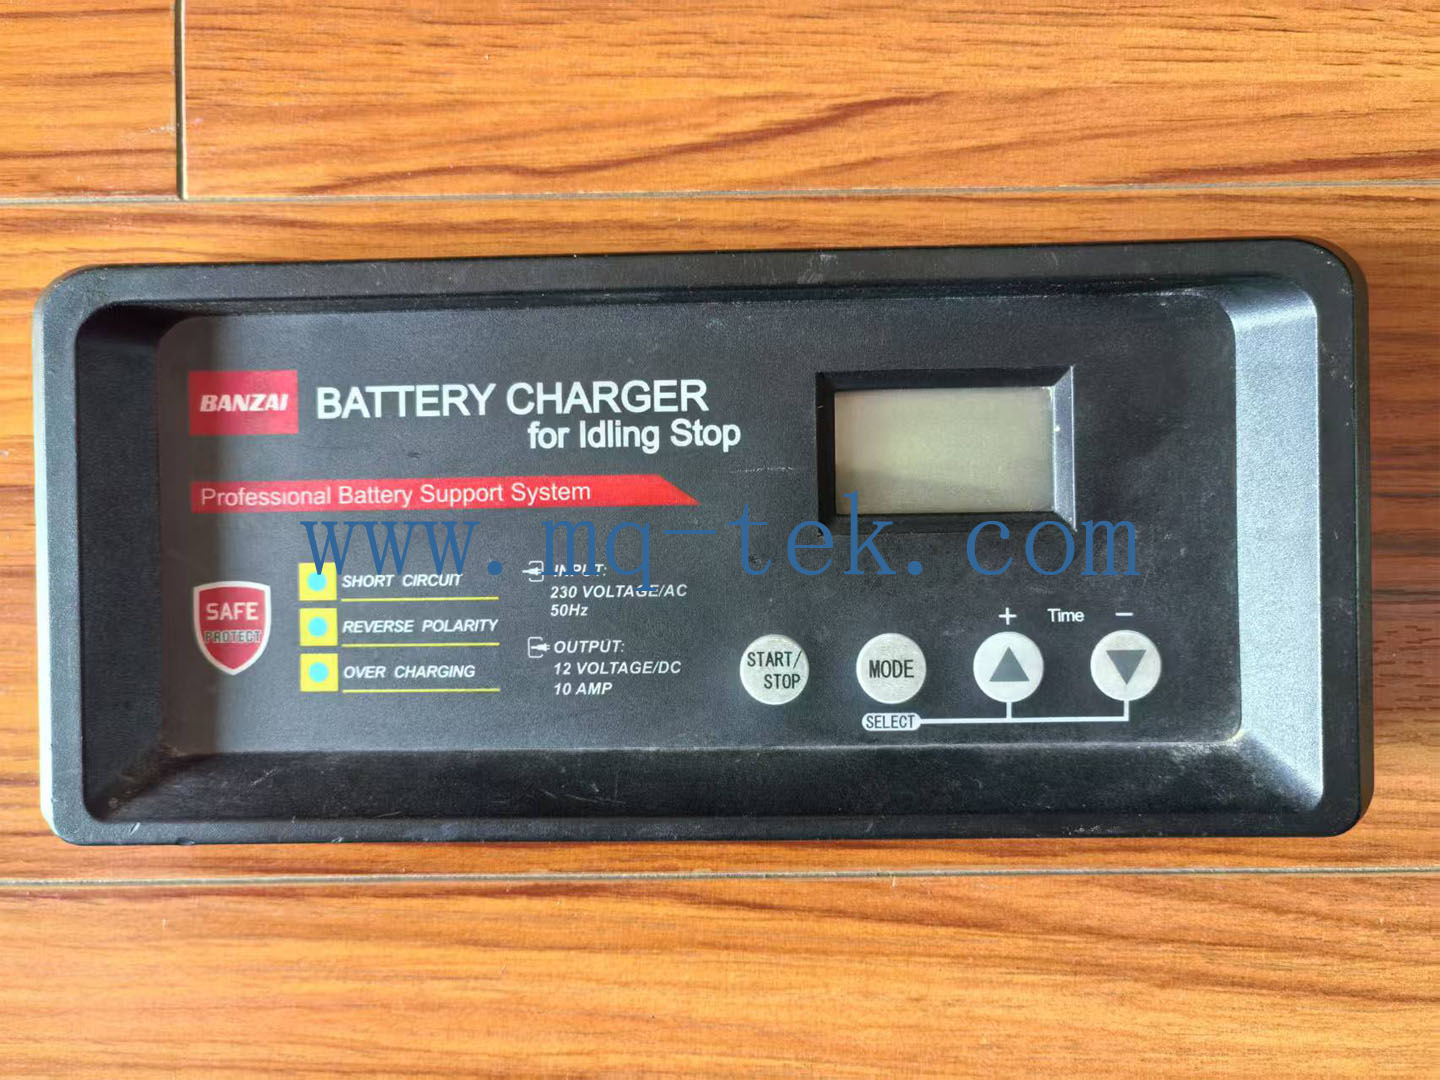 BANZAI
BATTERY CHARGER
for Idling Stop
Professional Battery Support System
www.mq-tek.com
SAFE
PROTECT
SHORT CIRCUIT
REVERSE POLARITY
OVER CHARGING
INPUT:
230 VOLTAGE/AC
50Hz
OUTPUT:
12 VOLTAGE/DC
10 AMP
+ Time −
START/
STOP
MODE
SELECT